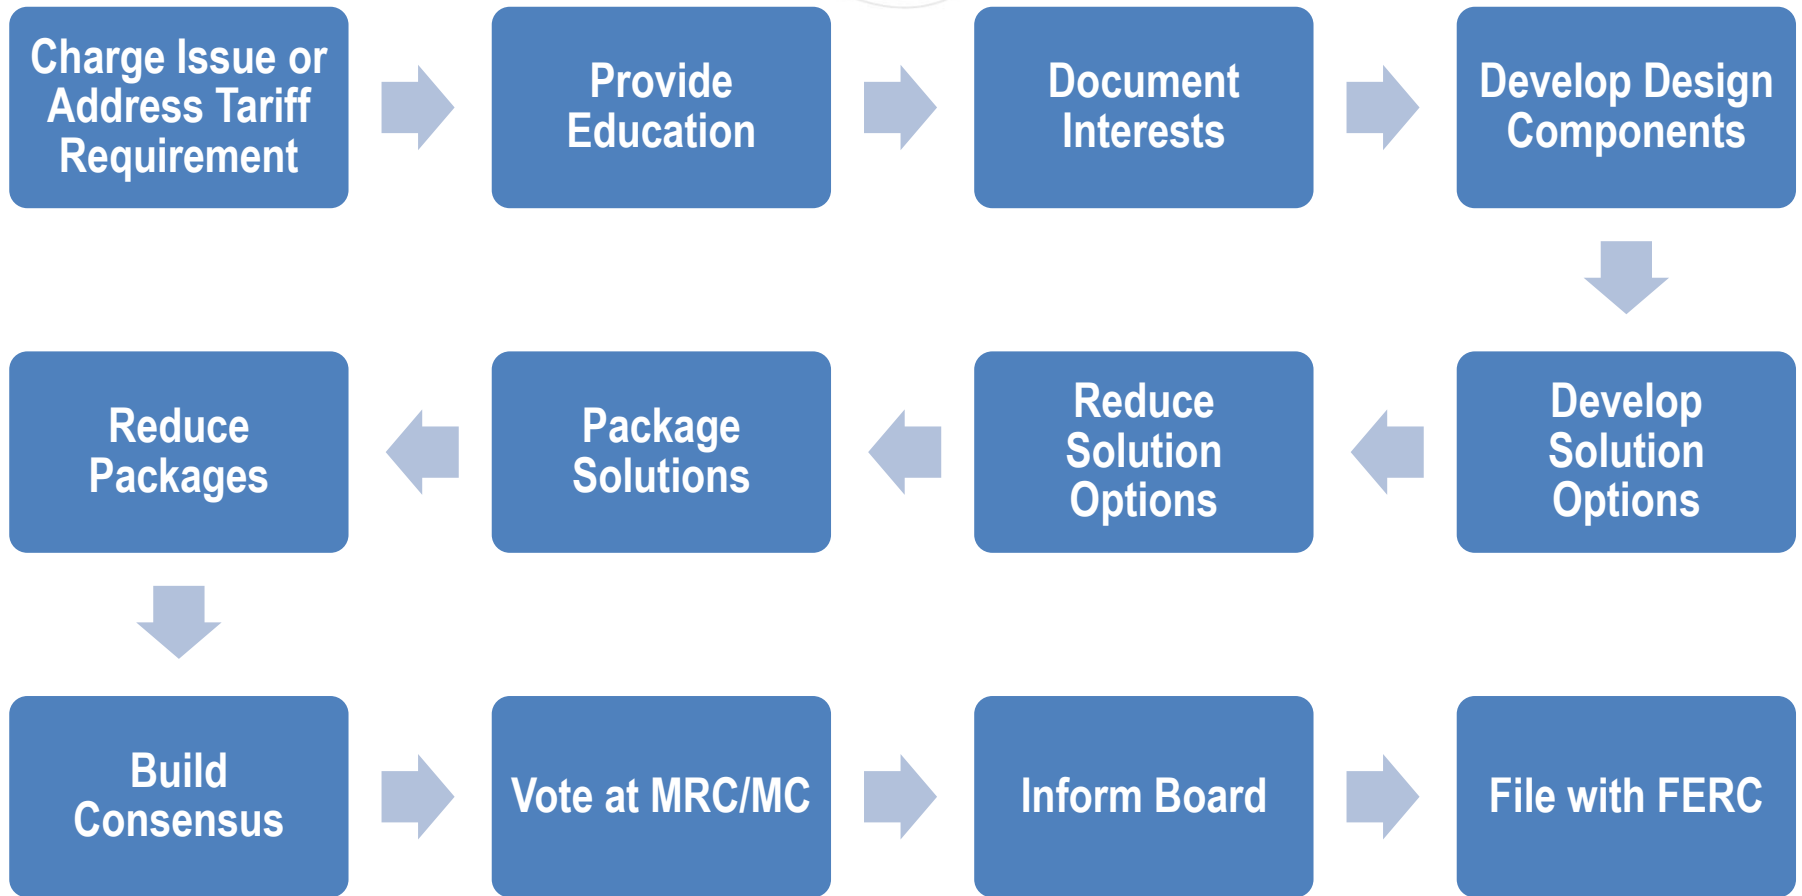 Charge Issue or
Address Tariff
Requirement
Provide
Education
Document
Interests
Develop Design
Components
Develop
Solution
Options
Reduce
Solution
Options
Package
Solutions
Reduce
Packages
Build
Consensus
Vote at MRC/MC
Inform Board
File with FERC